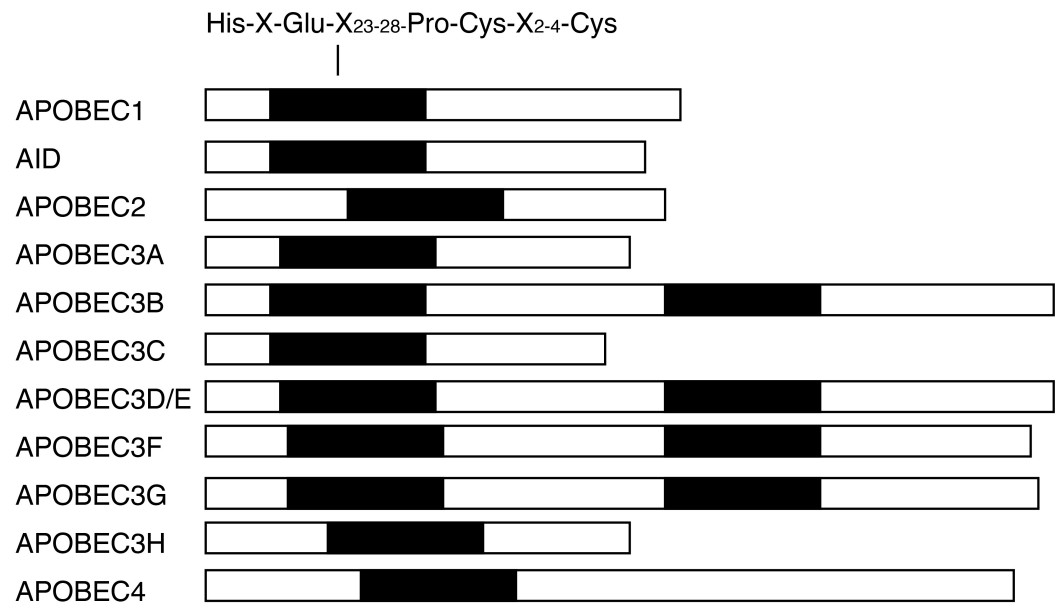 His-X-Glu-X23-28-Pro-Cys-X2-4-Cys
APOBEC1
AID
APOBEC2
APOBEC3A
APOBEC3B
APOBEC3C
APOBEC3D/E
APOBEC3F
APOBEC3G
APOBEC3H
APOBEC4